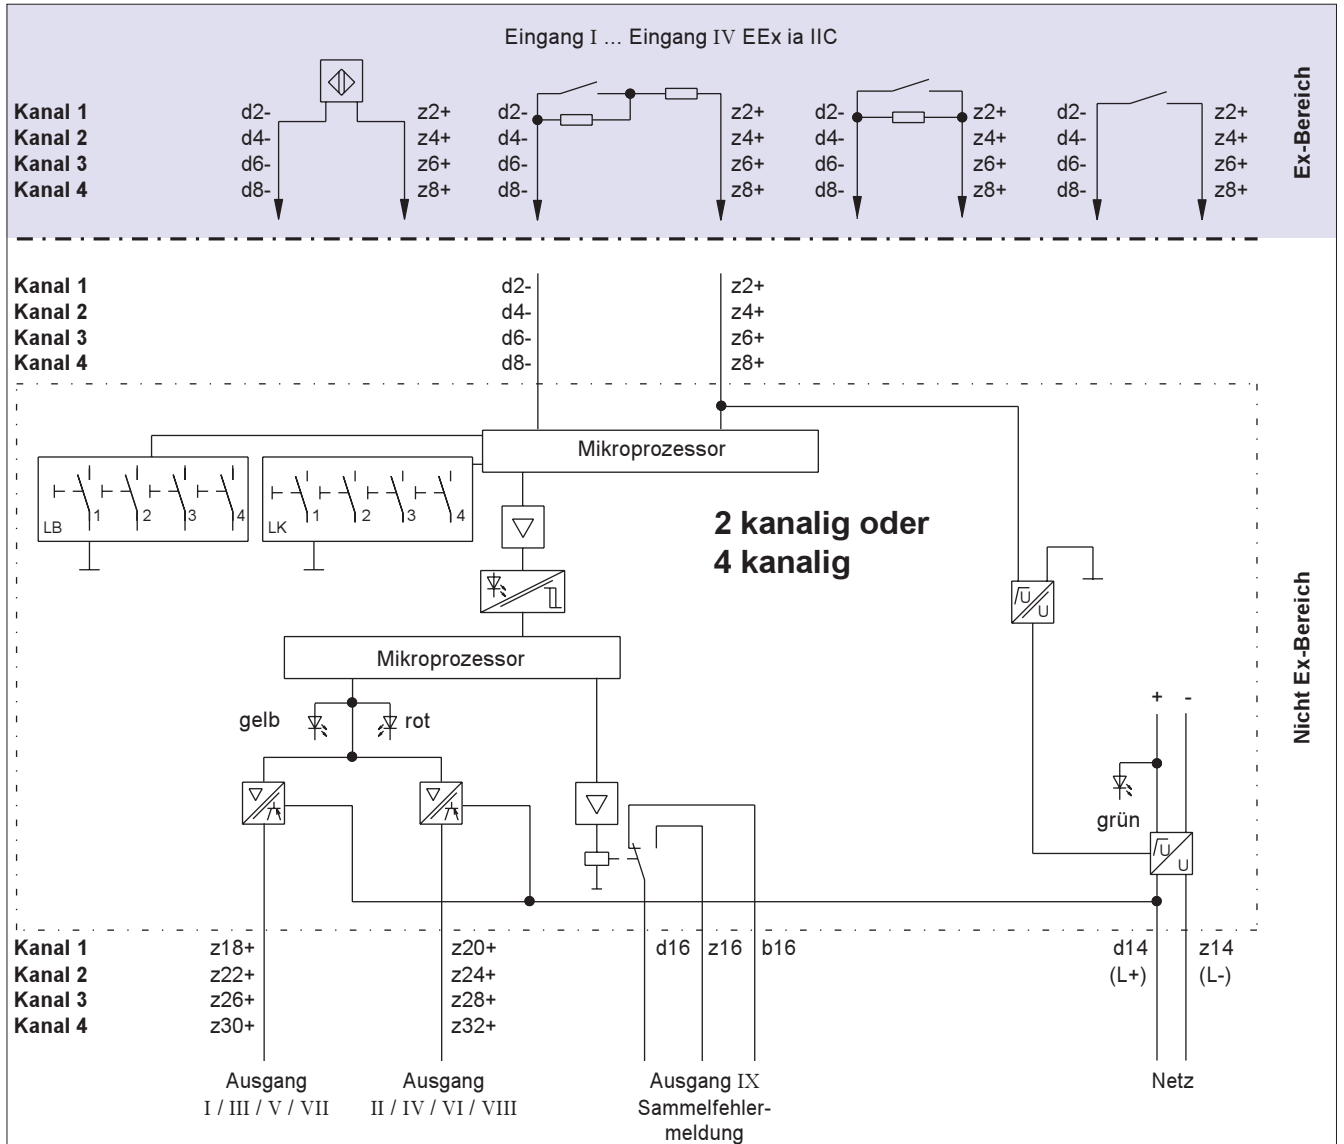 Eingang I ... Eingang IV EEx ia IIC
Ex-Bereich
Kanal 1 d2- z2+ d2- z2+ d2- z2+ d2- z2+
Kanal 2 d4- z4+ d4- z4+ d4- z4+ d4- z4+
Kanal 3 d6- z6+ d6- z6+ d6- z6+ d6- z6+
Kanal 4 d8- z8+ d8- z8+ d8- z8+ d8- z8+
Kanal 1 d2- z2+
Kanal 2 d4- z4+
Kanal 3 d6- z6+
Kanal 4 d8- z8+
Mikroprozessor
LB 1 2 3 4
LK 1 2 3 4
2 kanalig oder
4 kanalig
U
U
Nicht Ex-Bereich
Mikroprozessor
gelb rot
+ -
grün
U
U
Kanal 1 z18+ z20+ d16 z16 b16 d14 z14
Kanal 2 z22+ z24+ (L+) (L-)
Kanal 3 z26+ z28+
Kanal 4 z30+ z32+
Ausgang Ausgang Ausgang IX Netz
I / III / V / VII II / IV / VI / VIII Sammelfehler-
meldung